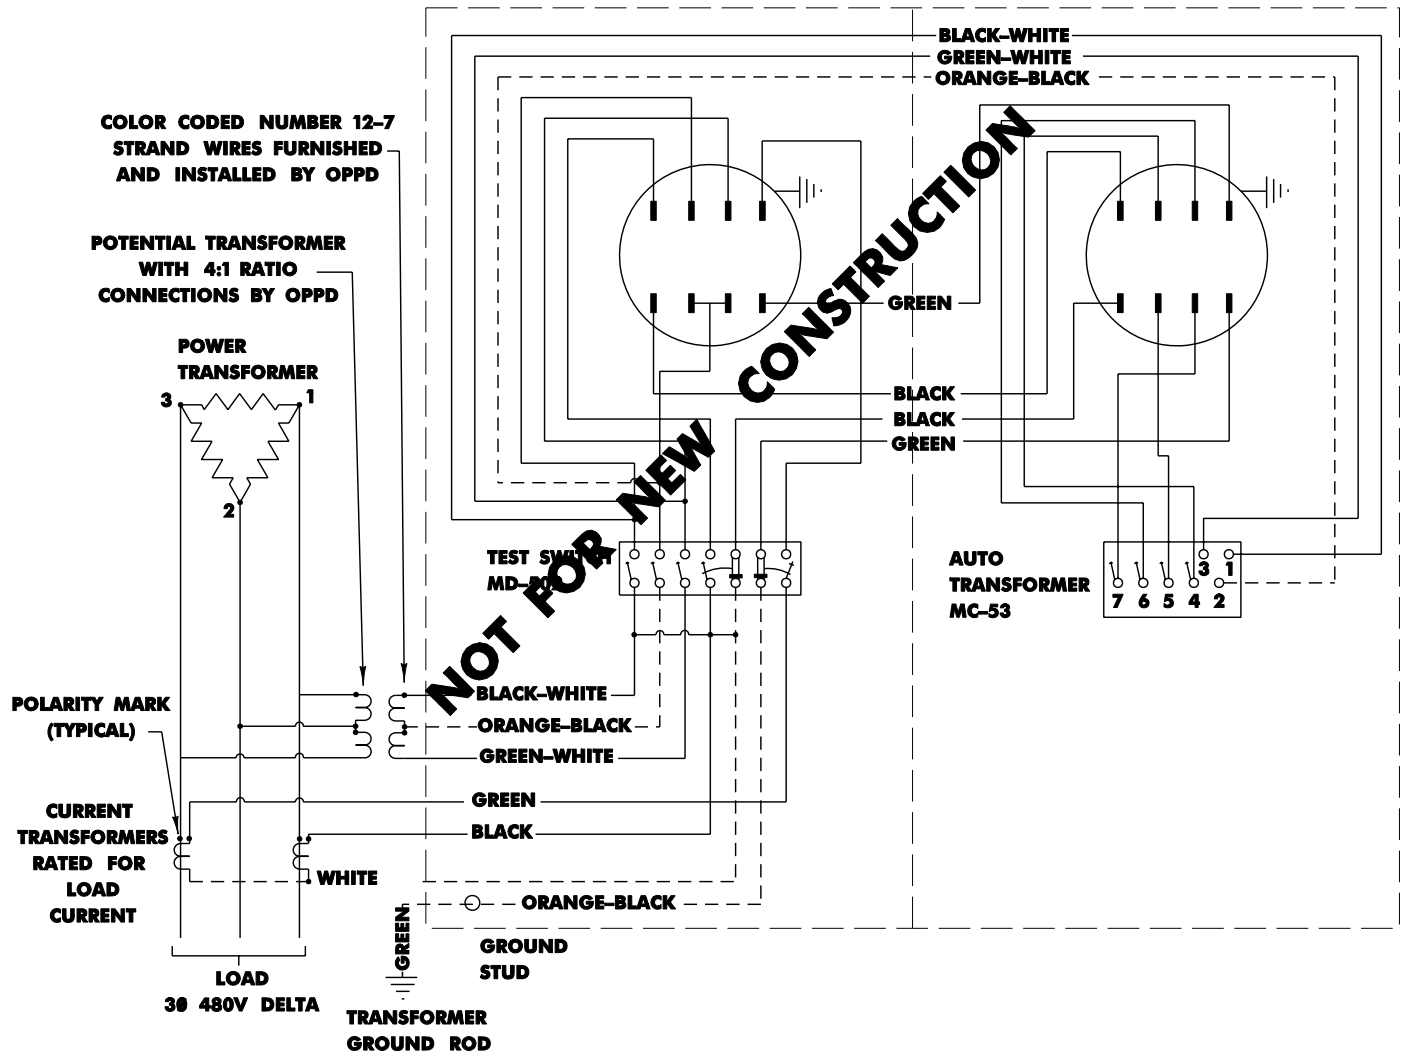 BLACK–WHITE
GREEN–WHITE
ORANGE–BLACK
COLOR CODED NUMBER 12–7
STRAND WIRES FURNISHED
AND INSTALLED BY OPPD
POTENTIAL TRANSFORMER
WITH 4:1 RATIO
CONNECTIONS BY OPPD
GREEN
POWER
TRANSFORMER
3
1
2
BLACK
BLACK
GREEN
NOT FOR NEW CONSTRUCTION
TEST SWITCH
AUTO
TRANSFORMER
MC–53
3 1
7 6 5 4 2
POLARITY MARK
(TYPICAL)
BLACK–WHITE
ORANGE–BLACK
GREEN–WHITE
GREEN
BLACK
CURRENT
TRANSFORMERS
RATED FOR
LOAD
CURRENT
WHITE
ORANGE–BLACK
GREEN
GROUND
STUD
LOAD
3Ø 480V DELTA
TRANSFORMER
GROUND ROD